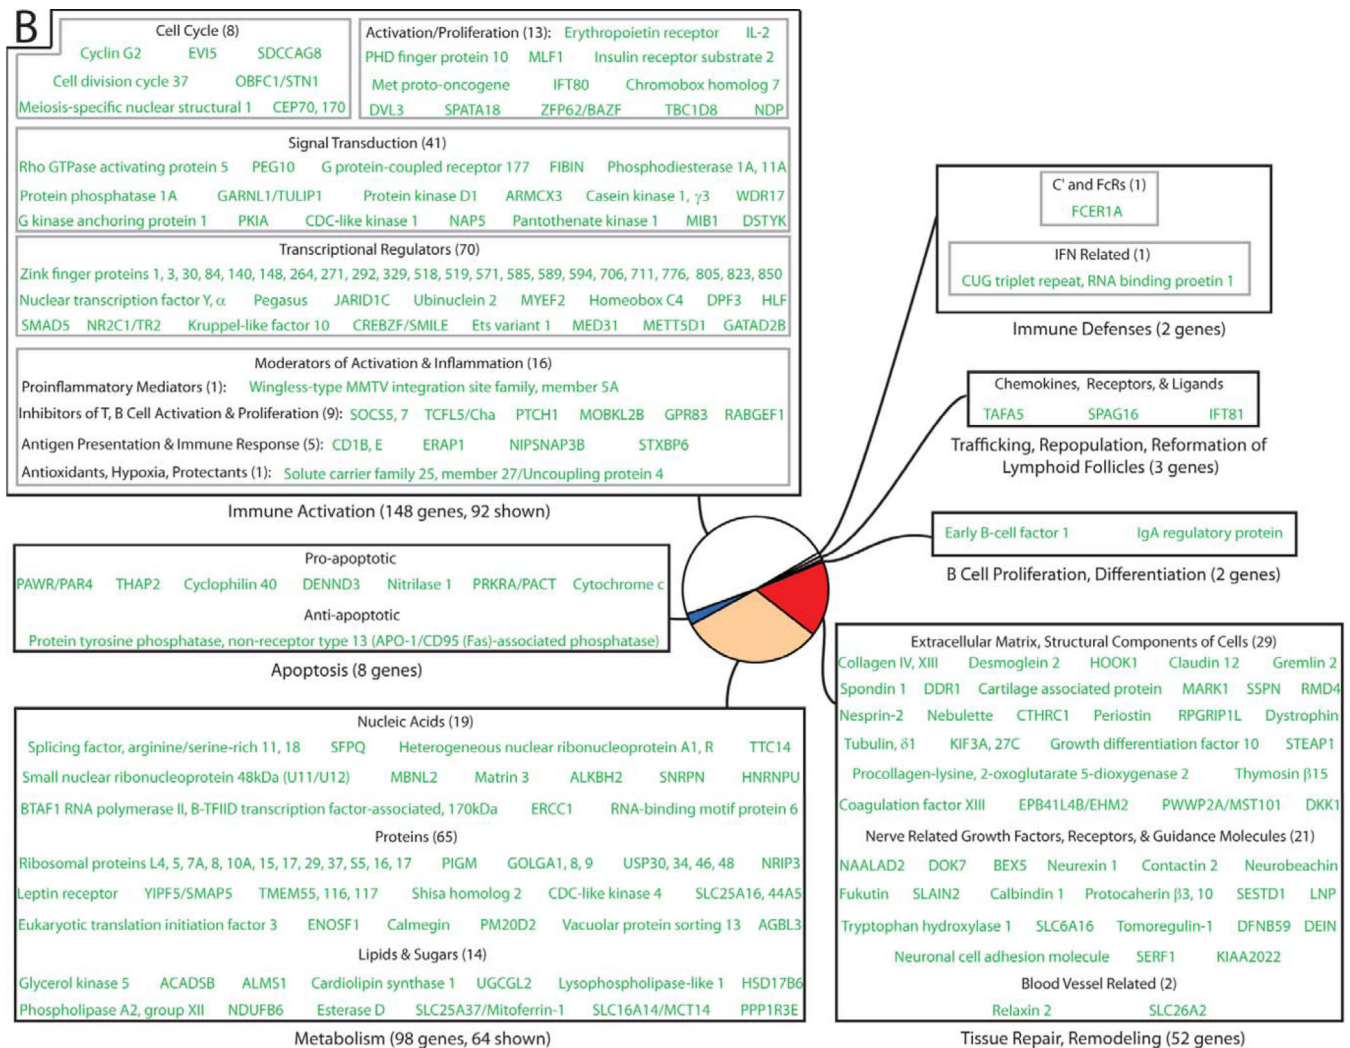 B
Cell Cycle (8)
Cyclin G2 EVI5 SDCCAG8
Cell division cycle 37 OBFC1/STN1
Meiosis-specific nuclear structural 1 CEP70, 170
Activation/Proliferation (13): Erythropoietin receptor IL-2
PHD finger protein 10 MLF1 Insulin receptor substrate 2
Met proto-oncogene IFT80 Chromobox homolog 7
DVL3 SPATA18 ZFP62/BAZF TBC1D8 NDP
Signal Transduction (41)
Rho GTPase activating protein 5 PEG10 G protein-coupled receptor 177 FIBIN Phosphodiesterase 1A, 11A
Protein phosphatase 1A GARNL1/TULIP1 Protein kinase D1 ARMCX3 Casein kinase 1, γ3 WDR17
G kinase anchoring protein 1 PKIA CDC-like kinase 1 NAP5 Pantothenate kinase 1 MIB1 DSTYK
Transcriptional Regulators (70)
Zink finger proteins 1, 3, 30, 84, 140, 148, 264, 271, 292, 329, 518, 519, 571, 585, 589, 594, 706, 711, 776, 805, 823, 850
Nuclear transcription factor Y, α Pegasus JARID1C Ubinuclein 2 MYEF2 Homeobox C4 DPF3 HLF
SMAD5 NR2C1/TR2 Kruppel-like factor 10 CREBZF/SMILE Ets variant 1 MED31 METT5D1 GATAD2B
Moderators of Activation & Inflammation (16)
Proinflammatory Mediators (1): Wingless-type MMTV integration site family, member 5A
Inhibitors of T, B Cell Activation & Proliferation (9): SOCS5, 7 TCFL5/Cha PTCH1 MOBKL2B GPR83 RABGEF1
Antigen Presentation & Immune Response (5): CD1B, E ERAP1 NIPSNAP3B STXBP6
Antioxidants, Hypoxia, Protectants (1): Solute carrier family 25, member 27/Uncoupling protein 4
Immune Activation (148 genes, 92 shown)
Pro-apoptotic
PAWR/PAR4 THAP2 Cyclophilin 40 DENND3 Nitrilase 1 PRKRA/PACT Cytochrome c
Anti-apoptotic
Protein tyrosine phosphatase, non-receptor type 13 (APO-1/CD95 (Fas)-associated phosphatase)
Apoptosis (8 genes)
Nucleic Acids (19)
Splicing factor, arginine/serine-rich 11, 18 SFPQ Heterogeneous nuclear ribonucleoprotein A1, R TTC14
Small nuclear ribonucleoprotein 48kDa (U11/U12) MBNL2 Matrin 3 ALKBH2 SNRPN HNRNPU
BTAF1 RNA polymerase II, B-TFIID transcription factor-associated, 170kDa ERCC1 RNA-binding motif protein 6
Proteins (65)
Ribosomal proteins L4, 5, 7A, 8, 10A, 15, 17, 29, 37, S5, 16, 17 PIGM GOLGA1, 8, 9 USP30, 34, 46, 48 NRIP3
Leptin receptor YIPF5/SMAP5 TMEM55, 116, 117 Shisa homolog 2 CDC-like kinase 4 SLC25A16, 44A5
Eukaryotic translation initiation factor 3 ENOSF1 Calmegin PM20D2 Vacuolar protein sorting 13 AGBL3
Lipids & Sugars (14)
Glycerol kinase 5 ACADSB ALMS1 Cardiolipin synthase 1 UGCGL2 Lysophospholipase-like 1 HSD17B6
Phospholipase A2, group XII NDUFB6 Esterase D SLC25A37/Mitoferrin-1 SLC16A14/MCT14 PPP1R3E
Metabolism (98 genes, 64 shown)
C' and FcRs (1)
FCER1A
IFN Related (1)
CUG triplet repeat, RNA binding proetin 1
Immune Defenses (2 genes)
Chemokines, Receptors, & Ligands
TAFA5 SPAG16 IFT81
Trafficking, Repopulation, Reformation of
Lymphoid Follicles (3 genes)
Early B-cell factor 1 IgA regulatory protein
B Cell Proliferation, Differentiation (2 genes)
Extracellular Matrix, Structural Components of Cells (29)
Collagen IV, XIII Desmoglein 2 HOOK1 Claudin 12 Gremlin 2
Spondin 1 DDR1 Cartilage associated protein MARK1 SSPN RMD4
Nesprin-2 Nebulette CTHRC1 Periostin RPGRIP1L Dystrophin
Tubulin, δ1 KIF3A, 27C Growth differentiation factor 10 STEAP1
Procollagen-lysine, 2-oxoglutarate 5-dioxygenase 2 Thymosin β15
Coagulation factor XIII EPB41L4B/EHM2 PWWP2A/MST101 DKK1
Nerve Related Growth Factors, Receptors, & Guidance Molecules (21)
NAALAD2 DOK7 BEX5 Neurexin 1 Contactin 2 Neurobeachin
Fukutin SLAIN2 Calbindin 1 Protocaherin β3, 10 SESTD1 LNP
Tryptophan hydroxylase 1 SLC6A16 Tomoregulin-1 DFNB59 DEIN
Neuronal cell adhesion molecule SERF1 KIAA2022
Blood Vessel Related (2)
Relaxin 2 SLC26A2
Tissue Repair, Remodeling (52 genes)